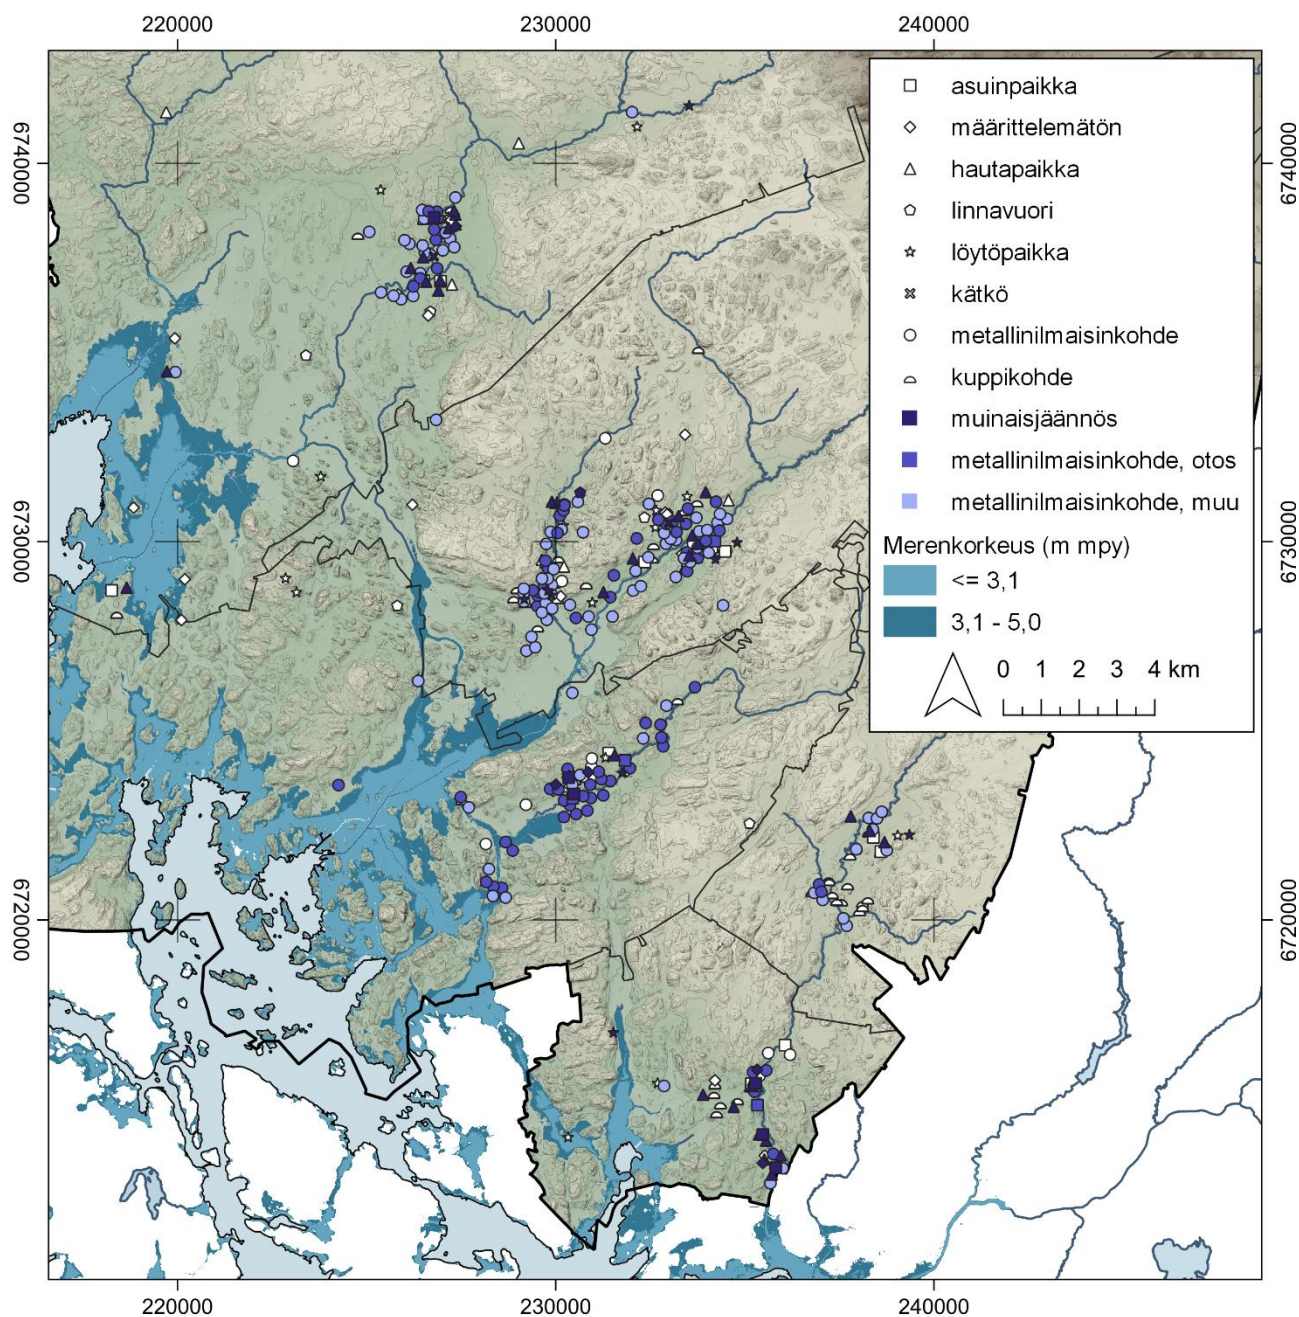 220000 230000 240000
6740000 6740000
6730000 6730000
6720000 6720000
asuinpaikka
määrittelemätön
hautapaikka
linnavuori
löytöpaikka
kätkö
metallinilmaisinkohde
kuppikohde
muinaisjäännös
metallinilmaisinkohde, otos
metallinilmaisinkohde, muu
Merenkorkeus (m mpy)
<= 3,1
3,1 - 5,0
0 1 2 3 4 km
220000 230000 240000